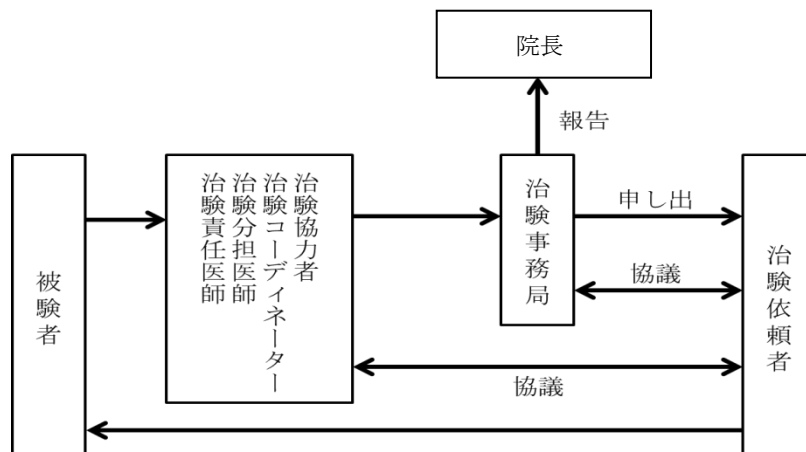 院長
報告
被験者
治験協力者
治験コーディネーター
治験分担医師
治験責任医師
治験事務局
申し出
協議
治験依頼者
協議